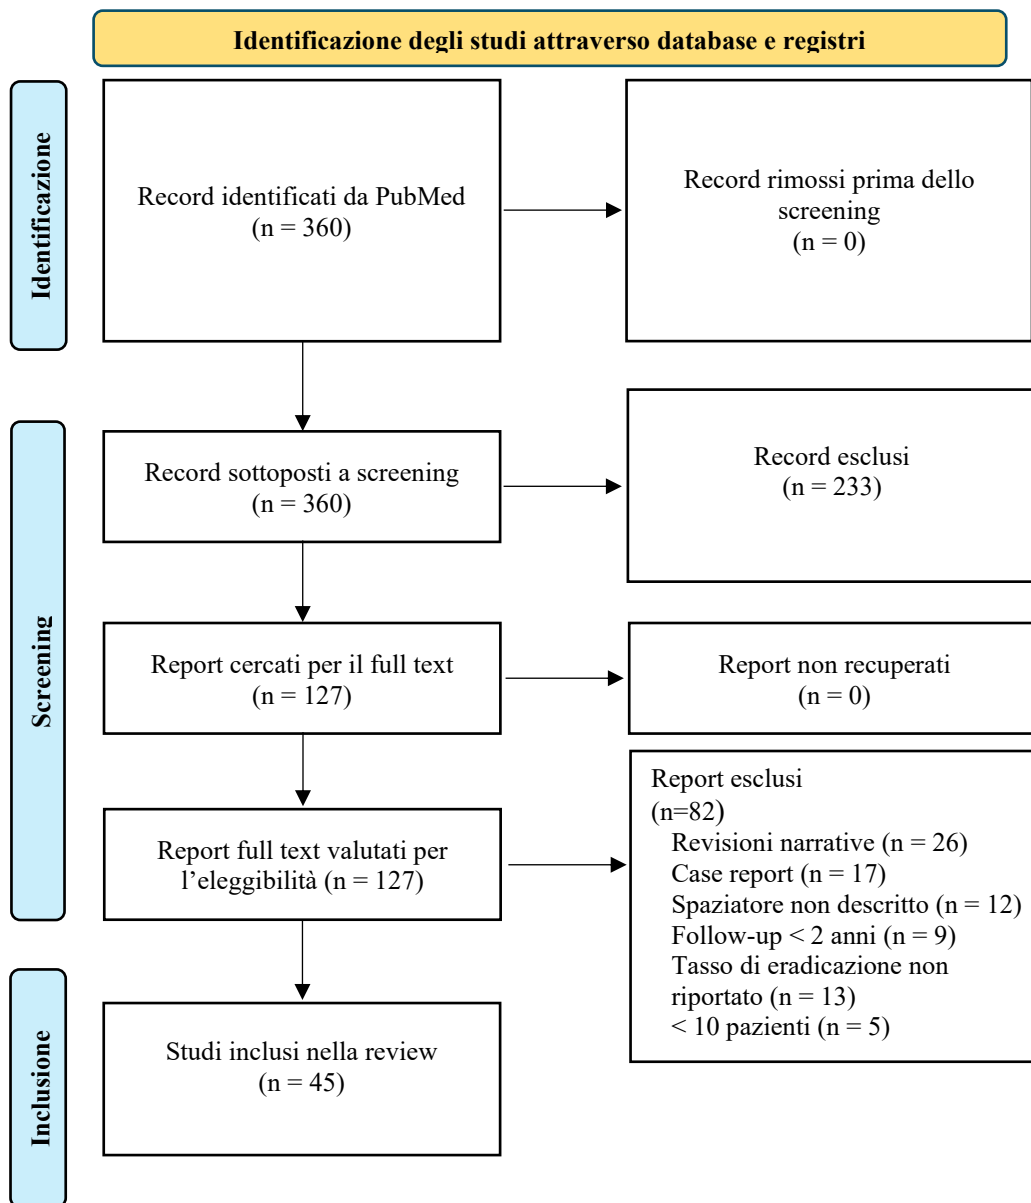 Identificazione degli studi attraverso database e registri
Identificazione
Record identificati da PubMed
(n = 360)
Record rimossi prima dello
screening
(n = 0)
Screening
Record sottoposti a screening
(n = 360)
Record esclusi
(n = 233)
Report cercati per il full text
(n = 127)
Report non recuperati
(n = 0)
Report full text valutati per
l’eleggibilità (n = 127)
Report esclusi
(n=82)
Revisioni narrative (n = 26)
Case report (n = 17)
Spaziatore non descritto (n = 12)
Follow-up < 2 anni (n = 9)
Tasso di eradicazione non
riportato (n = 13)
< 10 pazienti (n = 5)
Inclusione
Studi inclusi nella review
(n = 45)